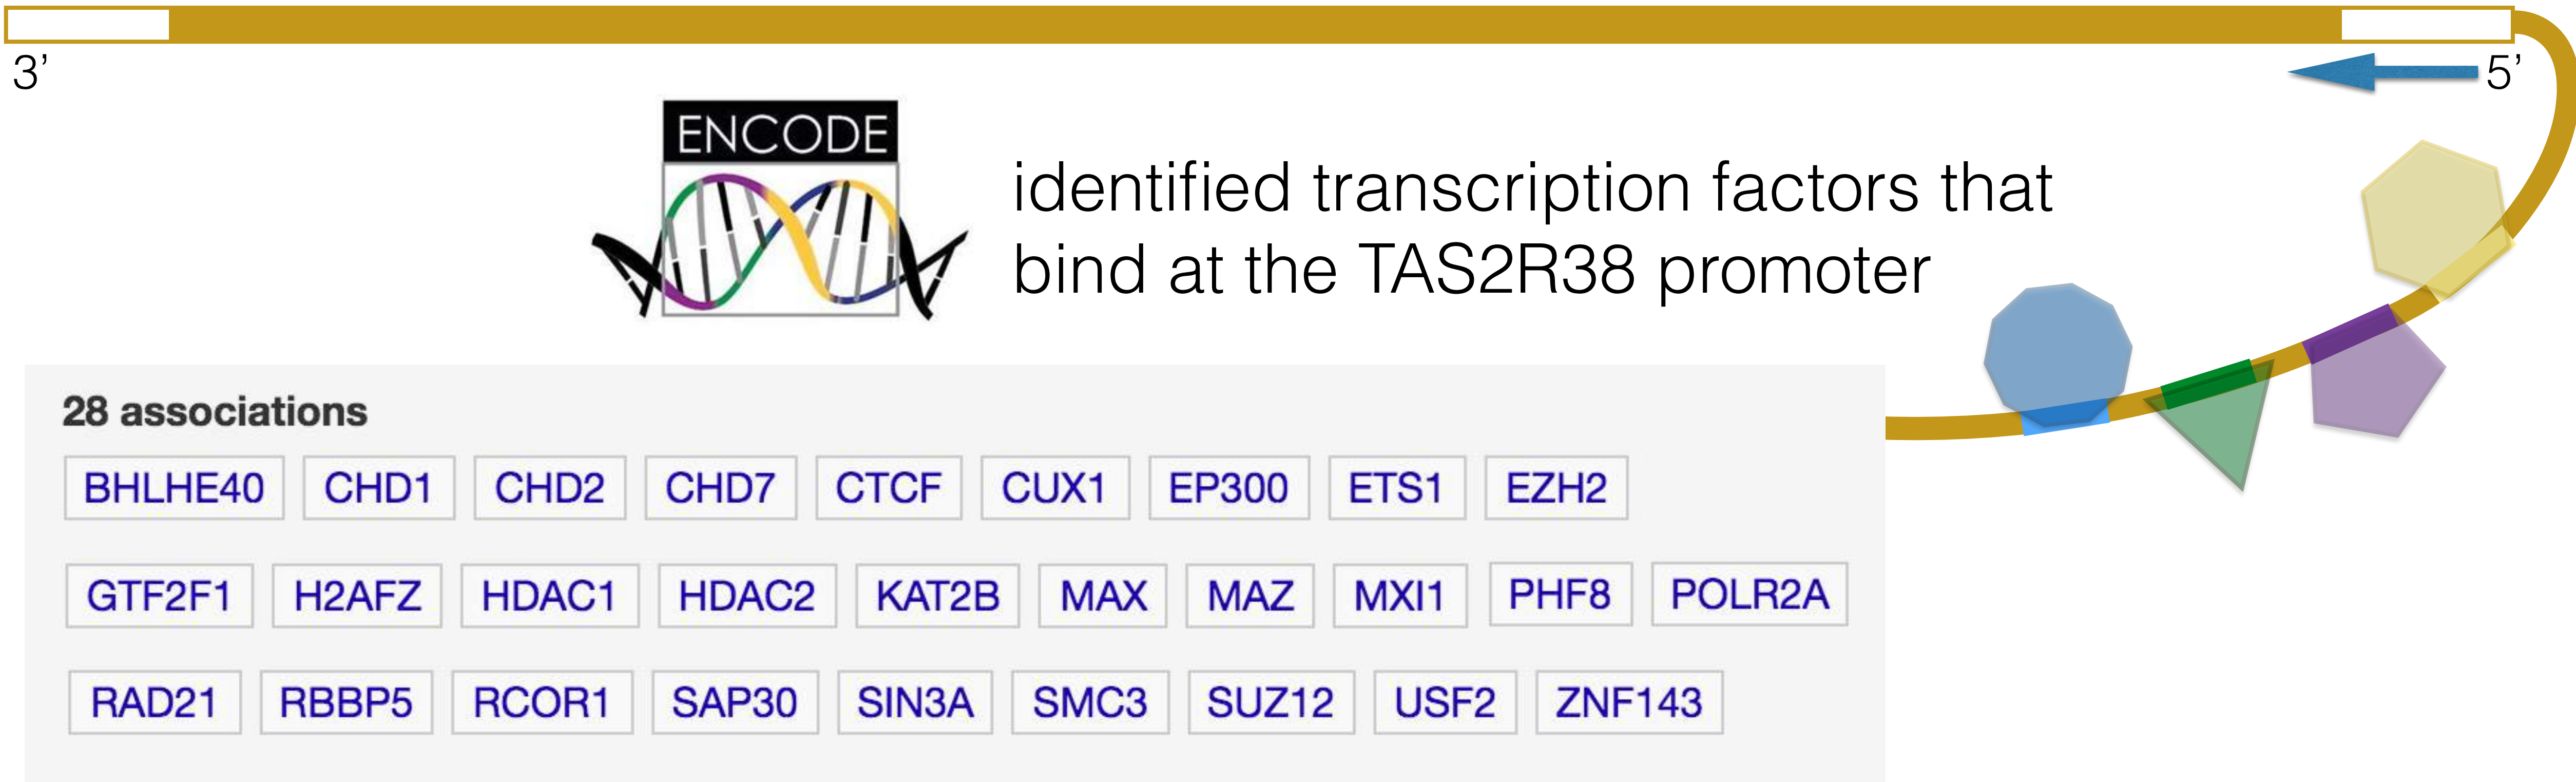 3’
5’
ENCODE
identified transcription factors that
bind at the TAS2R38 promoter
28 associations
BHLHE40 CHD1 CHD2 CHD7 CTCF CUX1 EP300 ETS1 EZH2
GTF2F1 H2AFZ HDAC1 HDAC2 KAT2B MAX MAZ MXI1 PHF8 POLR2A
RAD21 RBBP5 RCOR1 SAP30 SIN3A SMC3 SUZ12 USF2 ZNF143